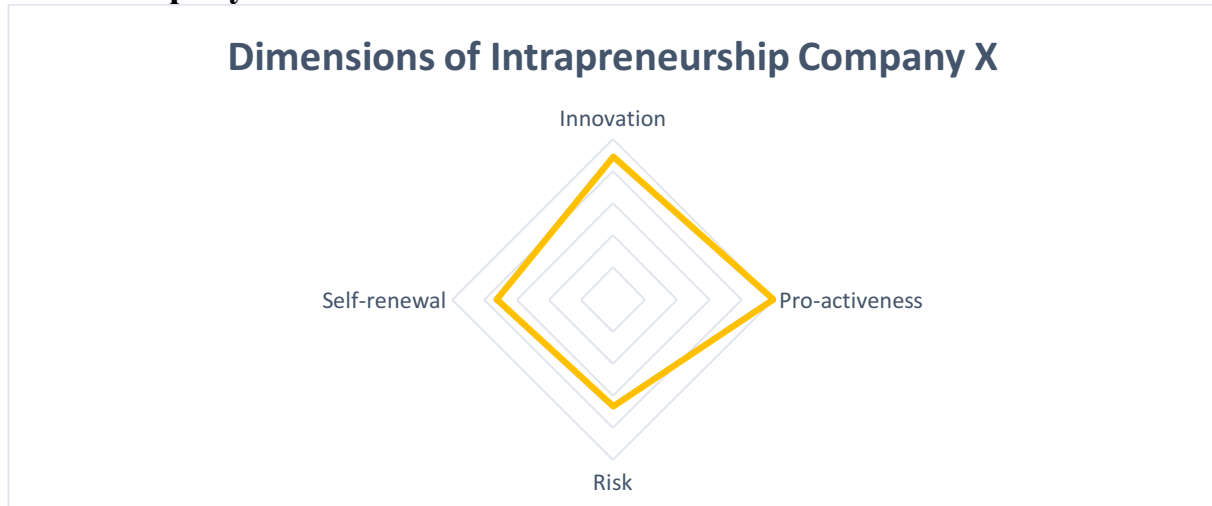 Dimensions of Intrapreneurship Company X
Innovation
Self-renewal
Pro-activeness
Risk